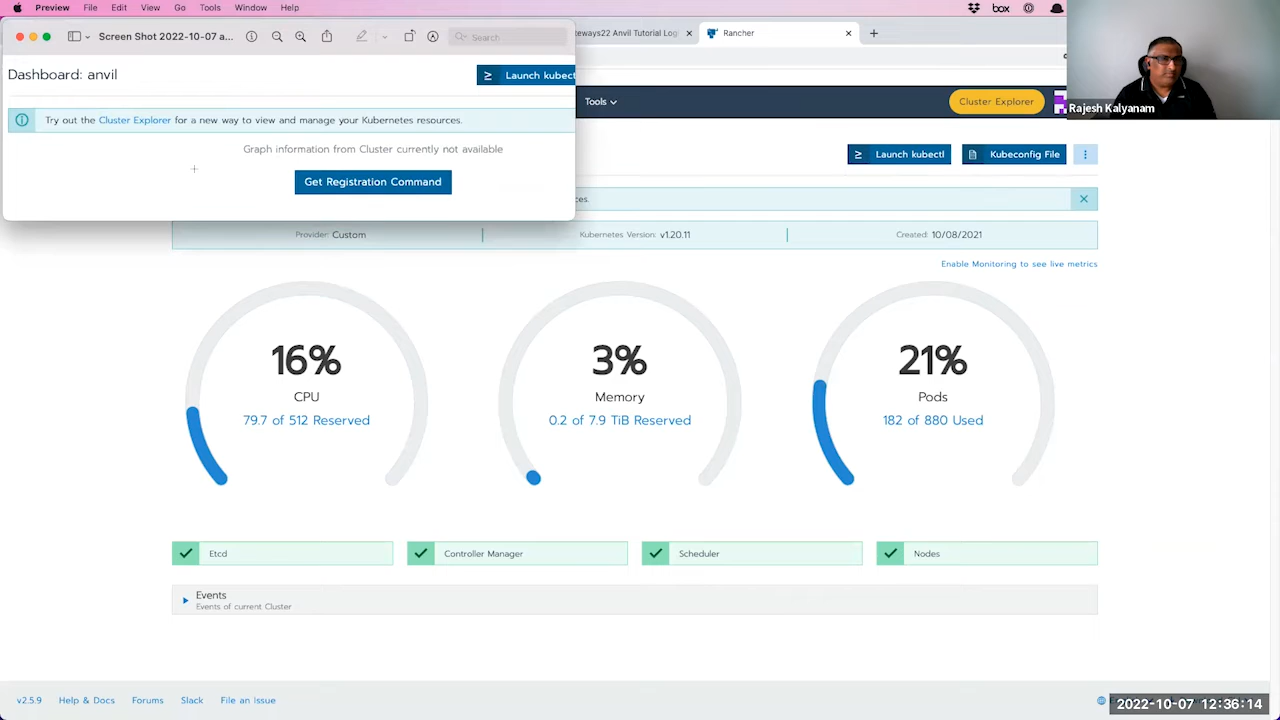 Preview File Edit View Go Tools Window Help
box
Screen Shot 2022-10-07 a...
Search
eways22 Anvil Tutorial Log
Rancher
Dashboard: anvil
Launch kubect
Tools
Cluster Explorer
Rajesh Kalyanam
Try out the Cluster Explorer for a new way to view and manage your Kubernetes resources.
Graph information from Cluster currently not available
Get Registration Command
Launch kubectl
Kubeconfig File
ces.
Provider: Custom
Kubernetes Version: v1.20.11
Created: 10/08/2021
Enable Monitoring to see live metrics
16%
CPU
79.7 of 512 Reserved
3%
Memory
0.2 of 7.9 TiB Reserved
21%
Pods
182 of 880 Used
Etcd
Controller Manager
Scheduler
Nodes
Events
Events of current Cluster
v2.5.9
Help & Docs
Forums
Slack
File an issue
2022-10-07 12:36:14